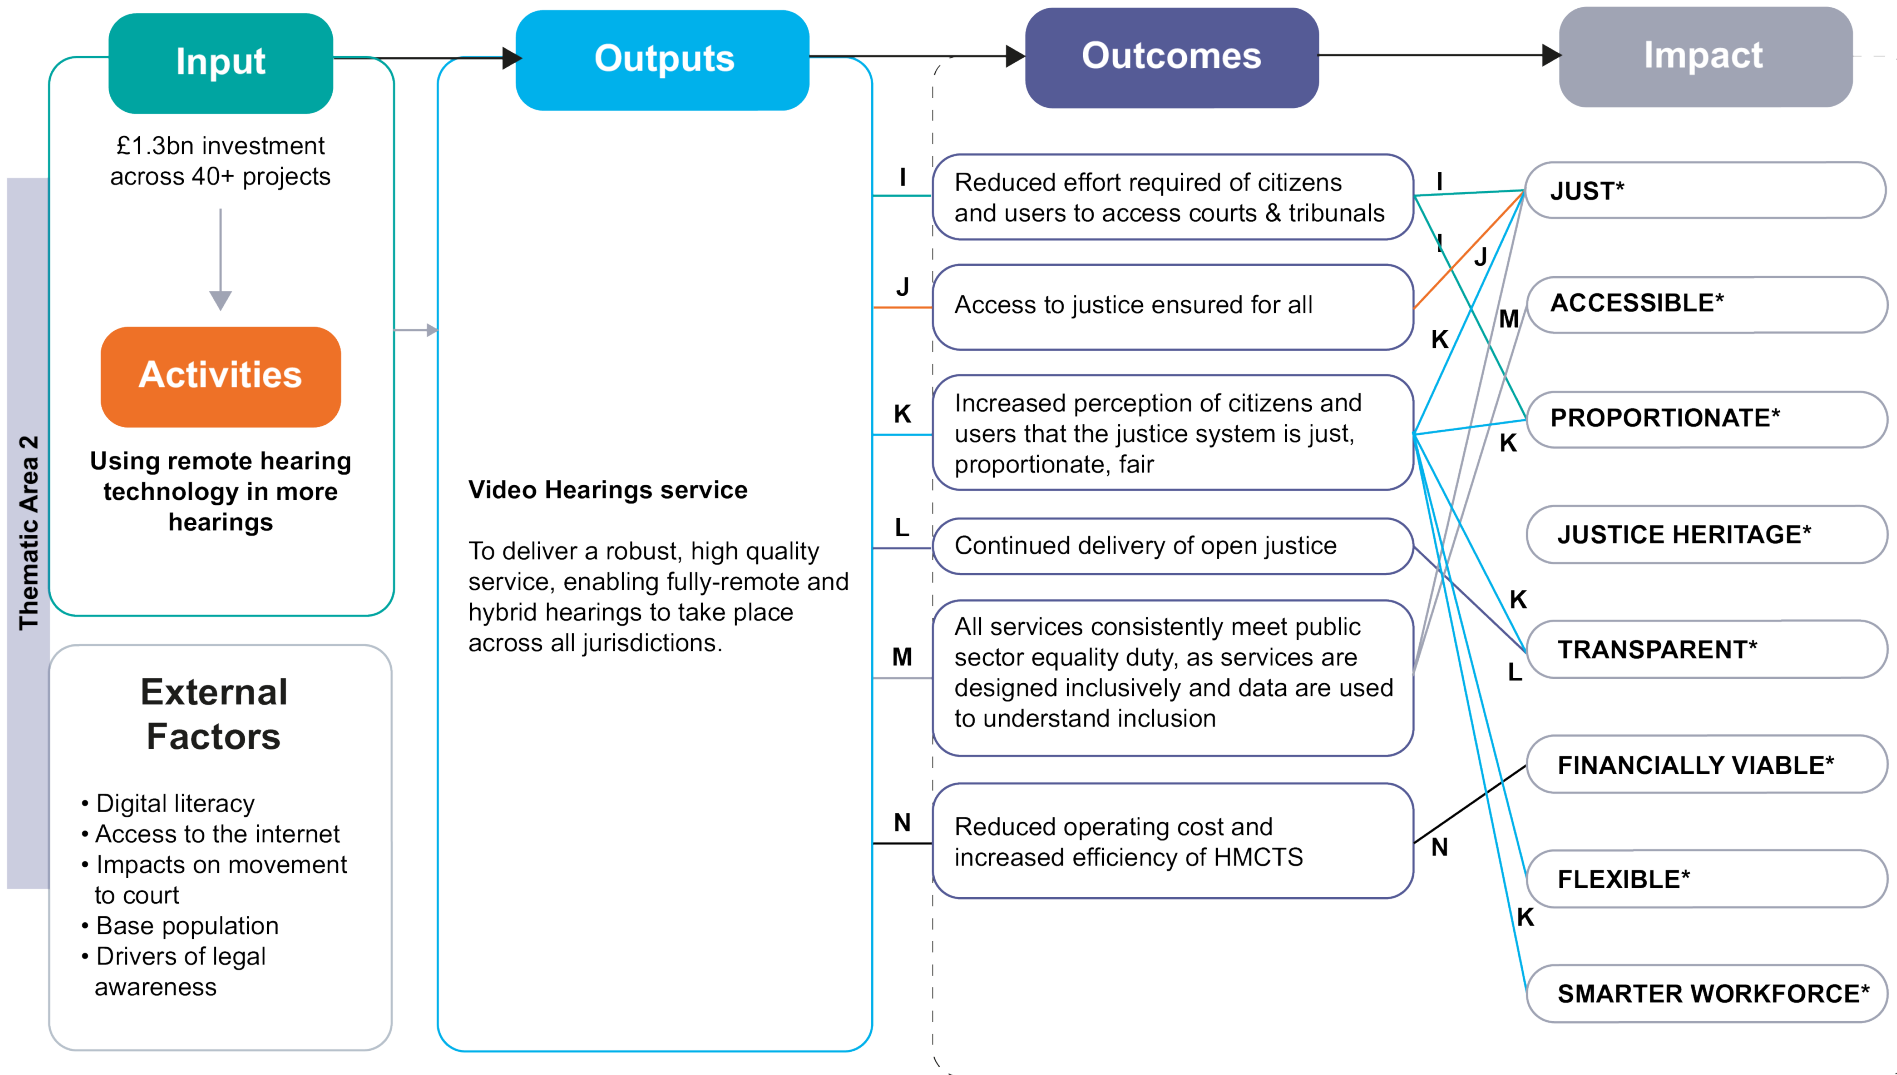 Input
Outputs
Outcomes
Impact
£1.3bn investment
across 40+ projects
Activities
Using remote hearing
technology in more
hearings
Thematic Area 2
External
Factors
• Digital literacy
• Access to the internet
• Impacts on movement
to court
• Base population
• Drivers of legal
awareness
Video Hearings service
To deliver a robust, high quality
service, enabling fully-remote and
hybrid hearings to take place
across all jurisdictions.
I
J
K
L
M
N
Reduced effort required of citizens
and users to access courts & tribunals
Access to justice ensured for all
Increased perception of citizens and
users that the justice system is just,
proportionate, fair
Continued delivery of open justice
All services consistently meet public
sector equality duty, as services are
designed inclusively and data are used
to understand inclusion
Reduced operating cost and
increased efficiency of HMCTS
I
I
J
M
K
K
K
L
N
K
JUST*
ACCESSIBLE*
PROPORTIONATE*
JUSTICE HERITAGE*
TRANSPARENT*
FINANCIALLY VIABLE*
FLEXIBLE*
SMARTER WORKFORCE*